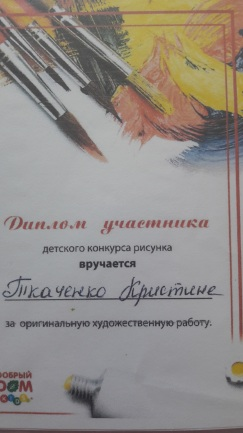 Диплом участника
детского конкурса рисунка
вручается
Ткаченко Кристине
за оригинальную художественную работу.
ДОБРЫЙ
ДОМ